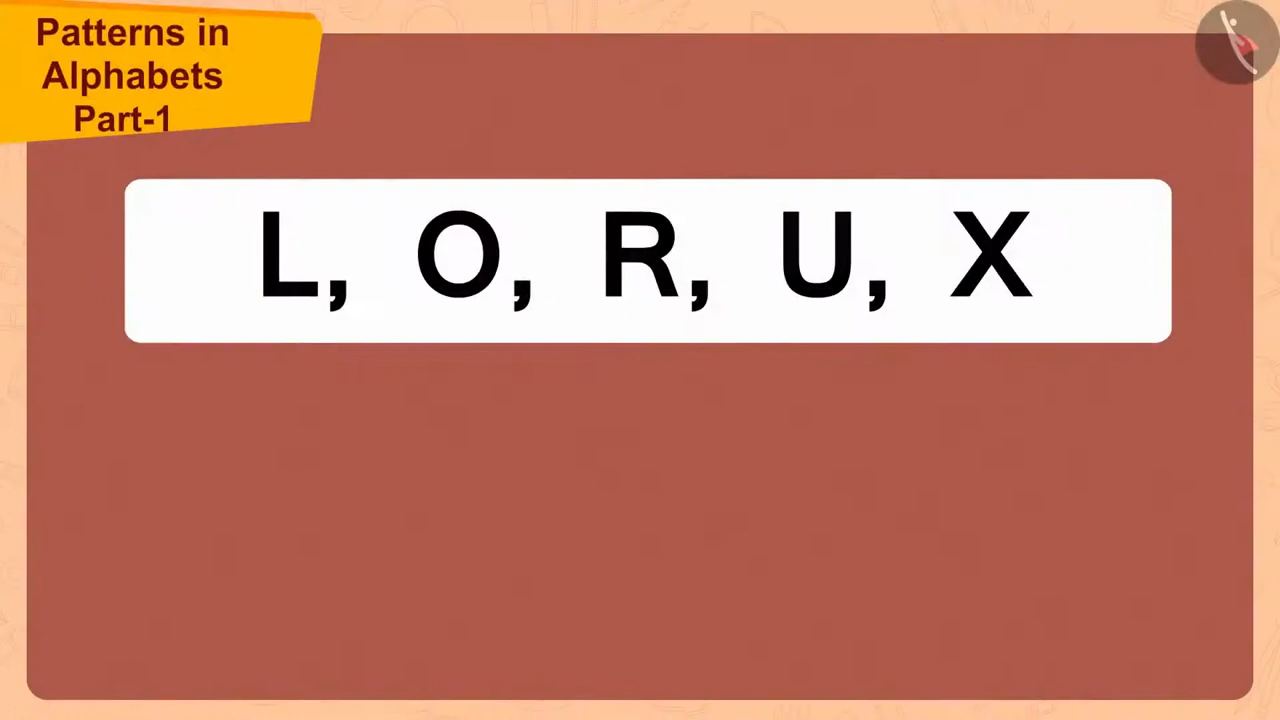 Patterns in
Alphabets
Part-1
L, O, R, U, X